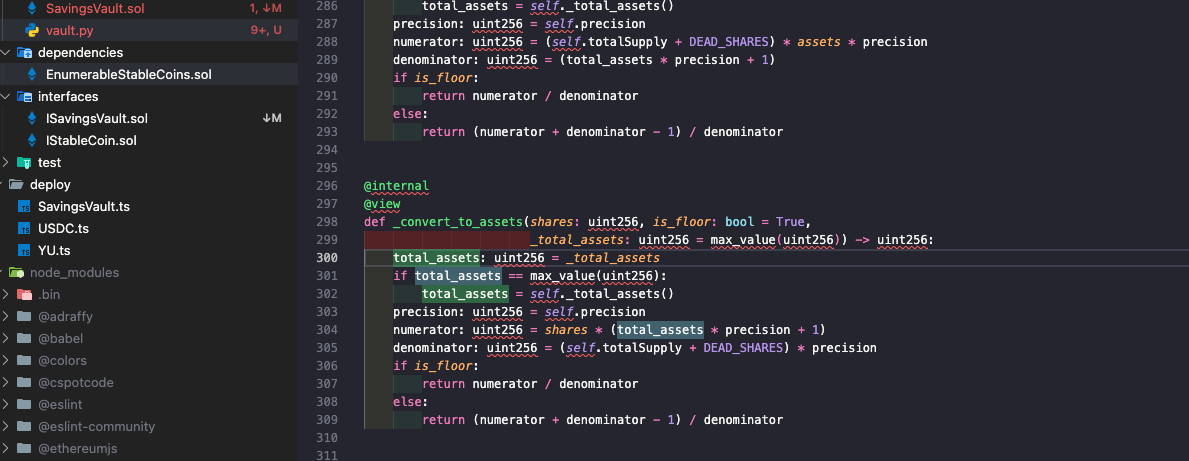 SavingsVault.sol 1, ↓M
vault.py 9+, U
dependencies
EnumerableStableCoins.sol
interfaces
ISavingsVault.sol ↓M
IStableCoin.sol
test
deploy
SavingsVault.ts
USDC.ts
YU.ts
node_modules
.bin
@adraffy
@babel
@colors
@cspotcode
@eslint
@eslint-community
@ethereumjs
286 total_assets = self._total_assets()
287 precision: uint256 = self.precision
288 numerator: uint256 = (self.totalSupply + DEAD_SHARES) * assets * precision
289 denominator: uint256 = (total_assets * precision + 1)
290 if is_floor:
291 return numerator / denominator
292 else:
293 return (numerator + denominator - 1) / denominator
294
295
296 @internal
297 @view
298 def _convert_to_assets(shares: uint256, is_floor: bool = True,
299 _total_assets: uint256 = max_value(uint256)) -> uint256:
300 total_assets: uint256 = _total_assets
301 if total_assets == max_value(uint256):
302 total_assets = self._total_assets()
303 precision: uint256 = self.precision
304 numerator: uint256 = shares * (total_assets * precision + 1)
305 denominator: uint256 = (self.totalSupply + DEAD_SHARES) * precision
306 if is_floor:
307 return numerator / denominator
308 else:
309 return (numerator + denominator - 1) / denominator
310
311